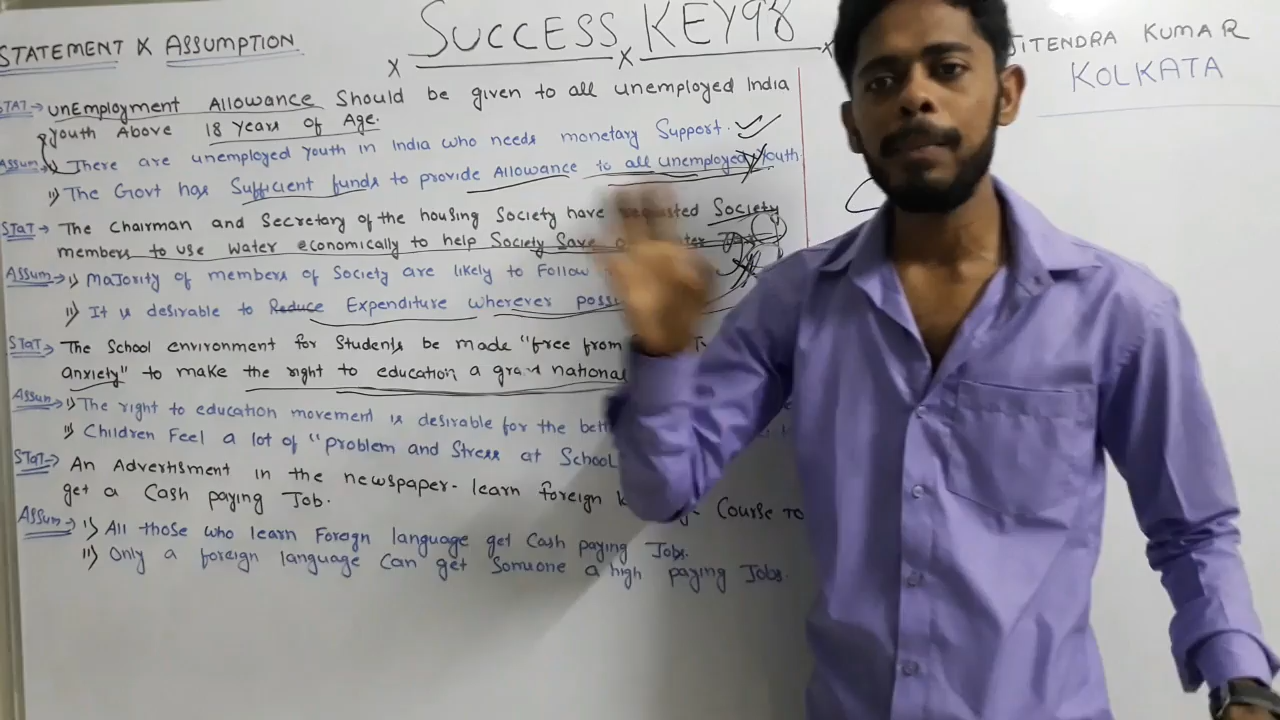 SUCCESS KEY98
STATEMENT X ASSUMPTION
JITENDRA KUMAR
KOLKATA
STAT → UnEmployment Allowance Should be given to all unemployed India
youth Above 18 Years of Age.
Assum → i) There are unemployed youth in India who needs monetary Support.
ii) The Govt has Sufficient funds to provide Allowance to all unemployed Youth
STAT → The Chairman and Secretary of the housing Society have requested Society
members to use water economically to help Society Save
Assum → i) Majority of members of Society are likely to Follow
ii) It is desirable to Reduce Expenditure wherever
STAT → The School environment for Students be made "free from
anxiety" to make the right to education a grand national
Assum → i) The right to education movement is desirable for the
ii) Children Feel a lot of "problem and Stress at School
STAT → An Advertisment in the newspaper- learn foreign Course To
get a Cash paying Job.
Assum → i) All those who learn Foreign language get Cash paying Jobs.
ii) Only a foreign language Can get Somuone a high paying Jobs.